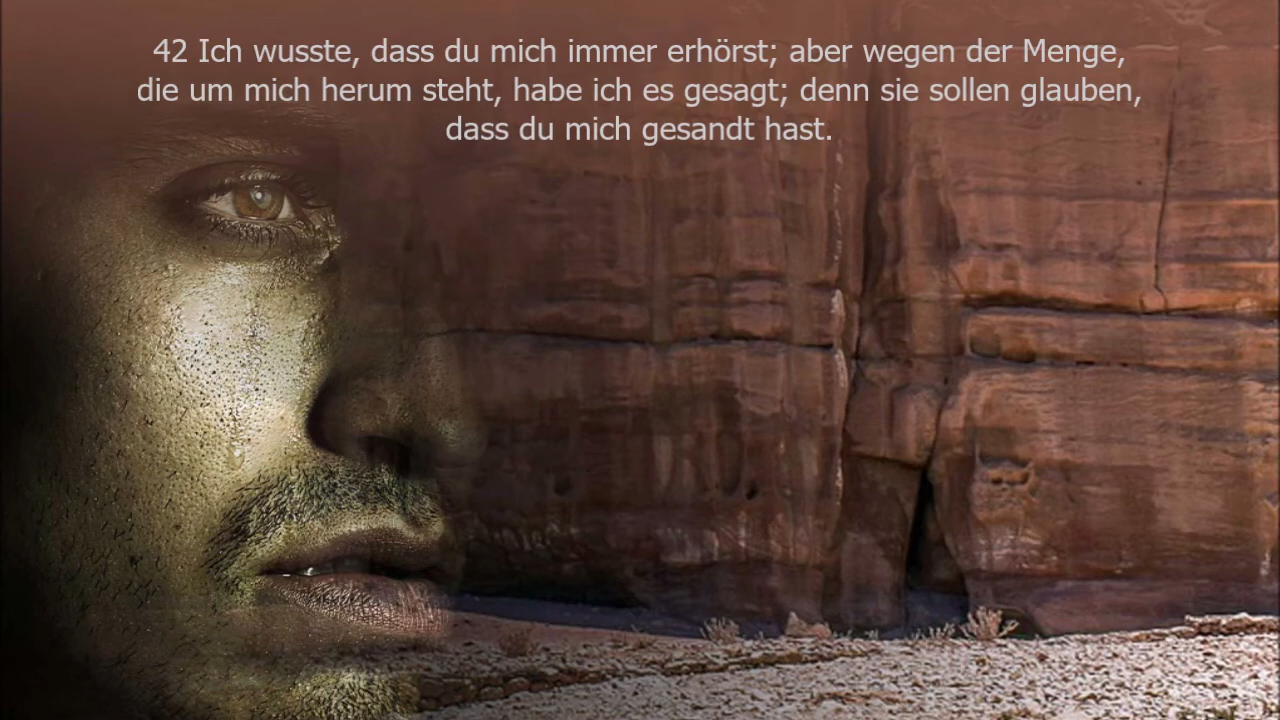 42 Ich wusste, dass du mich immer erhörst; aber wegen der Menge,
die um mich herum steht, habe ich es gesagt; denn sie sollen glauben,
dass du mich gesandt hast.